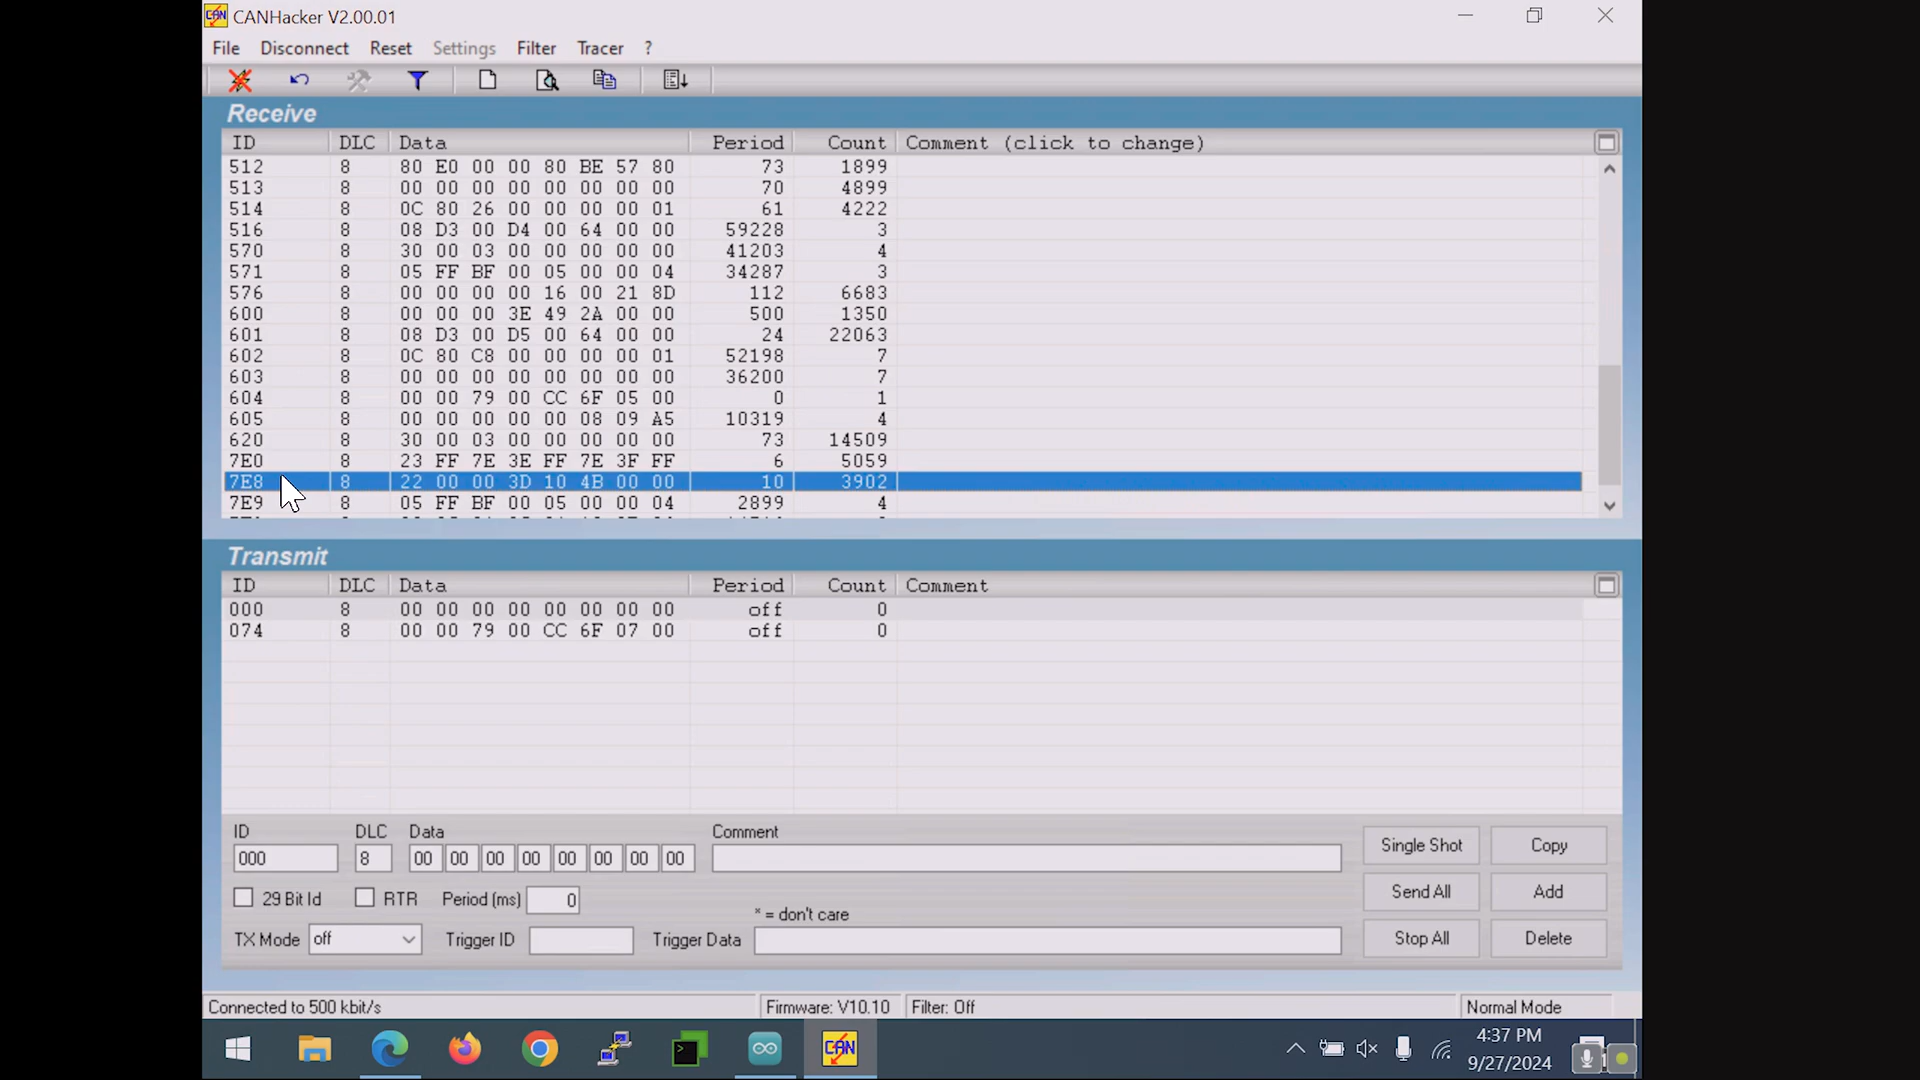 CANHacker V2.00.01
File Disconnect Reset Settings Filter Tracer ?
Receive
ID DLC Data Period Count Comment (click to change)
512 8 80 E0 00 00 80 BE 57 80 73 1899
513 8 00 00 00 00 00 00 00 00 70 4899
514 8 0C 80 26 00 00 00 00 01 61 4222
516 8 08 D3 00 D4 00 64 00 00 59228 3
570 8 30 00 03 00 00 00 00 00 41203 4
571 8 05 FF BF 00 05 00 00 04 34287 3
576 8 00 00 00 00 16 00 21 8D 112 6683
600 8 00 00 00 3E 49 2A 00 00 500 1350
601 8 08 D3 00 D5 00 64 00 00 24 22063
602 8 0C 80 C8 00 00 00 00 01 52198 7
603 8 00 00 00 00 00 00 00 00 36200 7
604 8 00 00 79 00 CC 6F 05 00 0 1
605 8 00 00 00 00 00 08 09 A5 10319 4
620 8 30 00 03 00 00 00 00 00 73 14509
7E0 8 23 FF 7E 3E FF 7E 3F FF 6 5059
7E8 8 22 00 00 3D 10 4B 00 00 10 3902
7E9 8 05 FF BF 00 05 00 00 04 2899 4
Transmit
ID DLC Data Period Count Comment
000 8 00 00 00 00 00 00 00 00 off 0
074 8 00 00 79 00 CC 6F 07 00 off 0
ID DLC Data Comment
000 8 00 00 00 00 00 00 00 00 Single Shot Copy
29 Bit Id RTR Period (ms) 0 Send All Add
* = don't care
TX Mode off Trigger ID Trigger Data Stop All Delete
Connected to 500 kbit/s Firmware: V10.10 Filter: Off Normal Mode
CAN 4:37 PM
9/27/2024